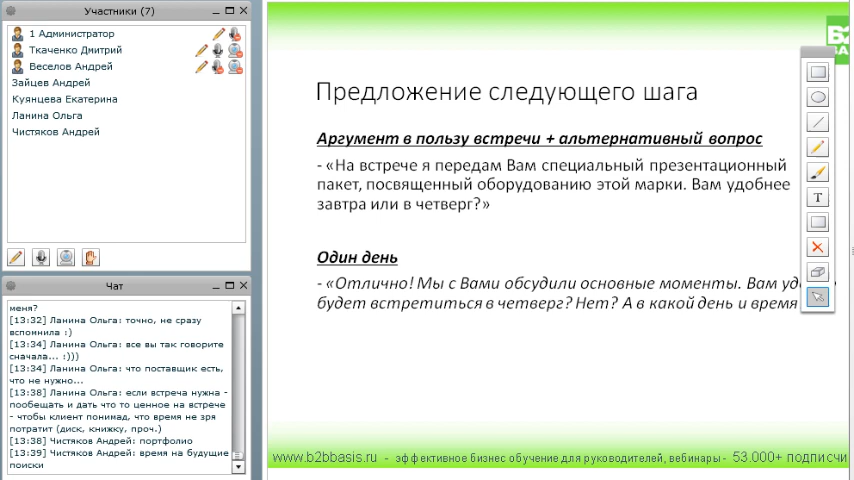 Участники (7)
1 Администратор
Ткаченко Дмитрий
Веселов Андрей
Зайцев Андрей
Куянцева Екатерина
Ланина Ольга
Чистяков Андрей
Чат
меня?
[13:32] Ланина Ольга: точно, не сразу
вспомнила :)
[13:34] Ланина Ольга: все вы так говорите
сначала... :)))
[13:34] Ланина Ольга: что поставщик есть,
что не нужно...
[13:38] Ланина Ольга: если встреча нужна -
пообещать и дать что то ценное на встрече
- чтобы клиент понимад, что время не зря
потратит (диск, книжку, проч.)
[13:38] Чистяков Андрей: портфолио
[13:39] Чистяков Андрей: время на будущие
поиски
Предложение следующего шага
Аргумент в пользу встречи + альтернативный вопрос
- «На встрече я передам Вам специальный презентационный
пакет, посвященный оборудованию этой марки. Вам удобнее
завтра или в четверг?»
Один день
- «Отлично! Мы с Вами обсудили основные моменты. Вам
будет встретиться в четверг? Нет? А в какой день и время
T
www.b2bbasis.ru - эффективное бизнес обучение для руководителей, вебинары - 53.000+ подписчи